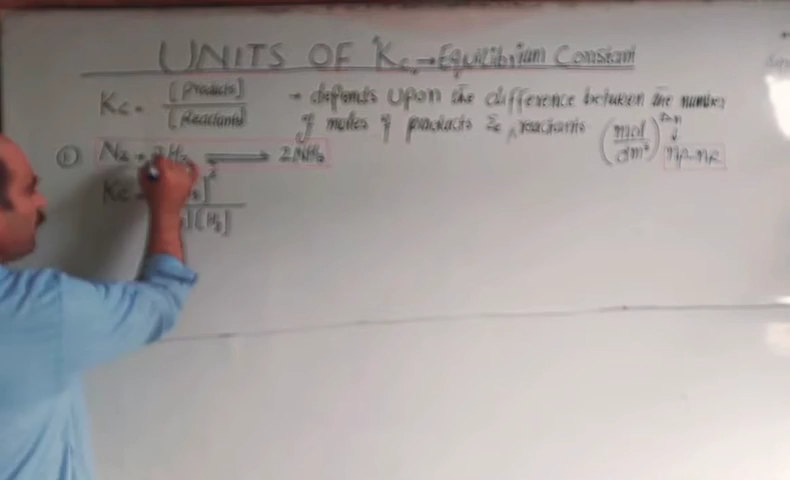 UNITS OF Kc → Equilibrium Constant
Kc = [Products] / [Reactants] → depends upon the difference between the number
of moles of products & reactants (mol/dm³) nP-nR
① N₂ + 3H₂ ⇌ 2NH₃
Kc =
[H₂]